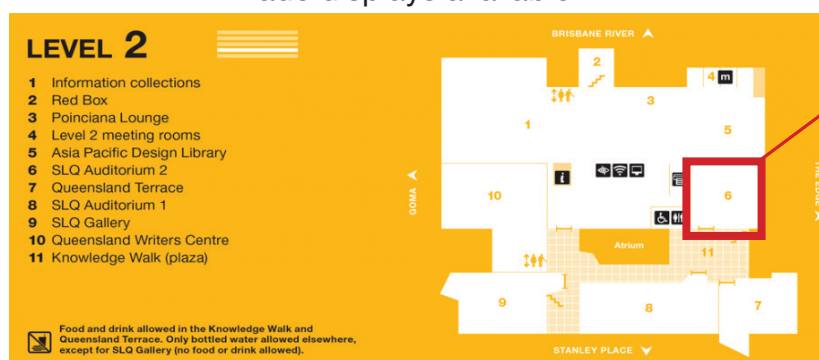 LEVEL 2
1 Information collections
2 Red Box
3 Poinciana Lounge
4 Level 2 meeting rooms
5 Asia Pacific Design Library
6 SLQ Auditorium 2
7 Queensland Terrace
8 SLQ Auditorium 1
9 SLQ Gallery
10 Queensland Writers Centre
11 Knowledge Walk (plaza)
Food and drink allowed in the Knowledge Walk and
Queensland Terrace. Only bottled water allowed elsewhere,
except for SLQ Gallery (no food or drink allowed).
BRISBANE RIVER
2
4 m
3
1
5
i
GOMA
10
6
THE EDGE
Atrium
11
9
8
7
STANLEY PLACE